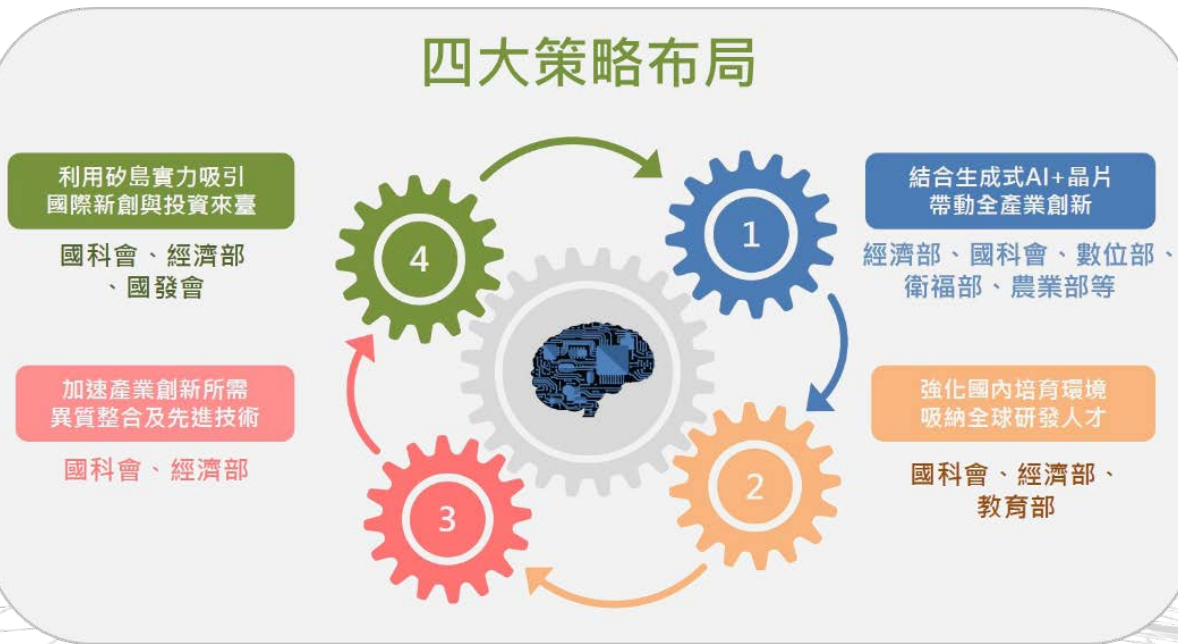 四大策略布局
利用矽島實力吸引
國際新創與投資來臺
國科會、經濟部
、國發會
4
1
結合生成式AI+晶片
帶動全產業創新
經濟部、國科會、數位部、
衛福部、農業部等
加速產業創新所需
異質整合及先進技術
國科會、經濟部
3
2
強化國內培育環境
吸納全球研發人才
國科會、經濟部、
教育部